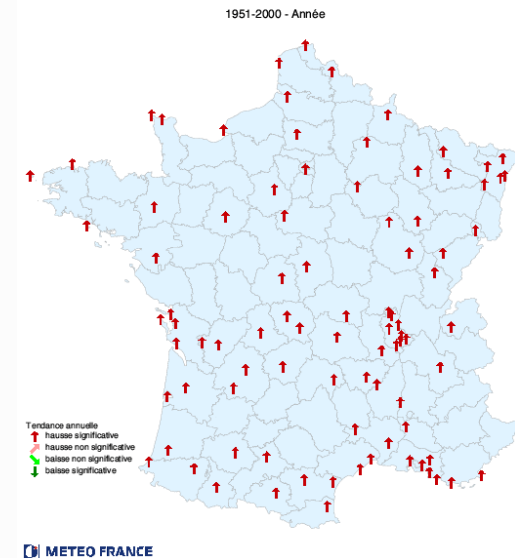 1951-2000 - Année
Tendance annuelle
hausse significative
hausse non significative
baisse non significative
baisse significative
METEO FRANCE